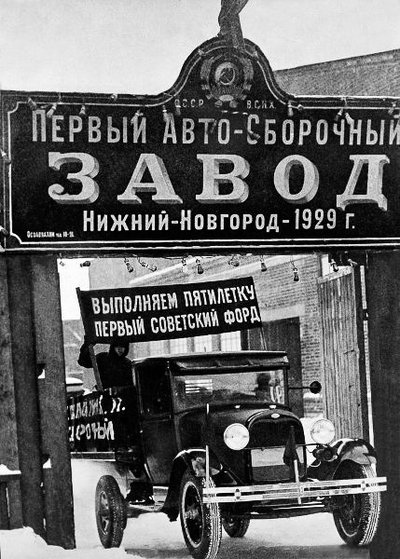 С.С.С.Р. В.С.Н.Х.
ПЕРВЫЙ АВТО-СБОРОЧНЫЙ
ЗАВОД
НИЖНИЙ-НОВГОРОД-1929 г.
ВЫПОЛНЯЕМ ПЯТИЛЕТКУ
ПЕРВЫЙ СОВЕТСКИЙ ФОРД